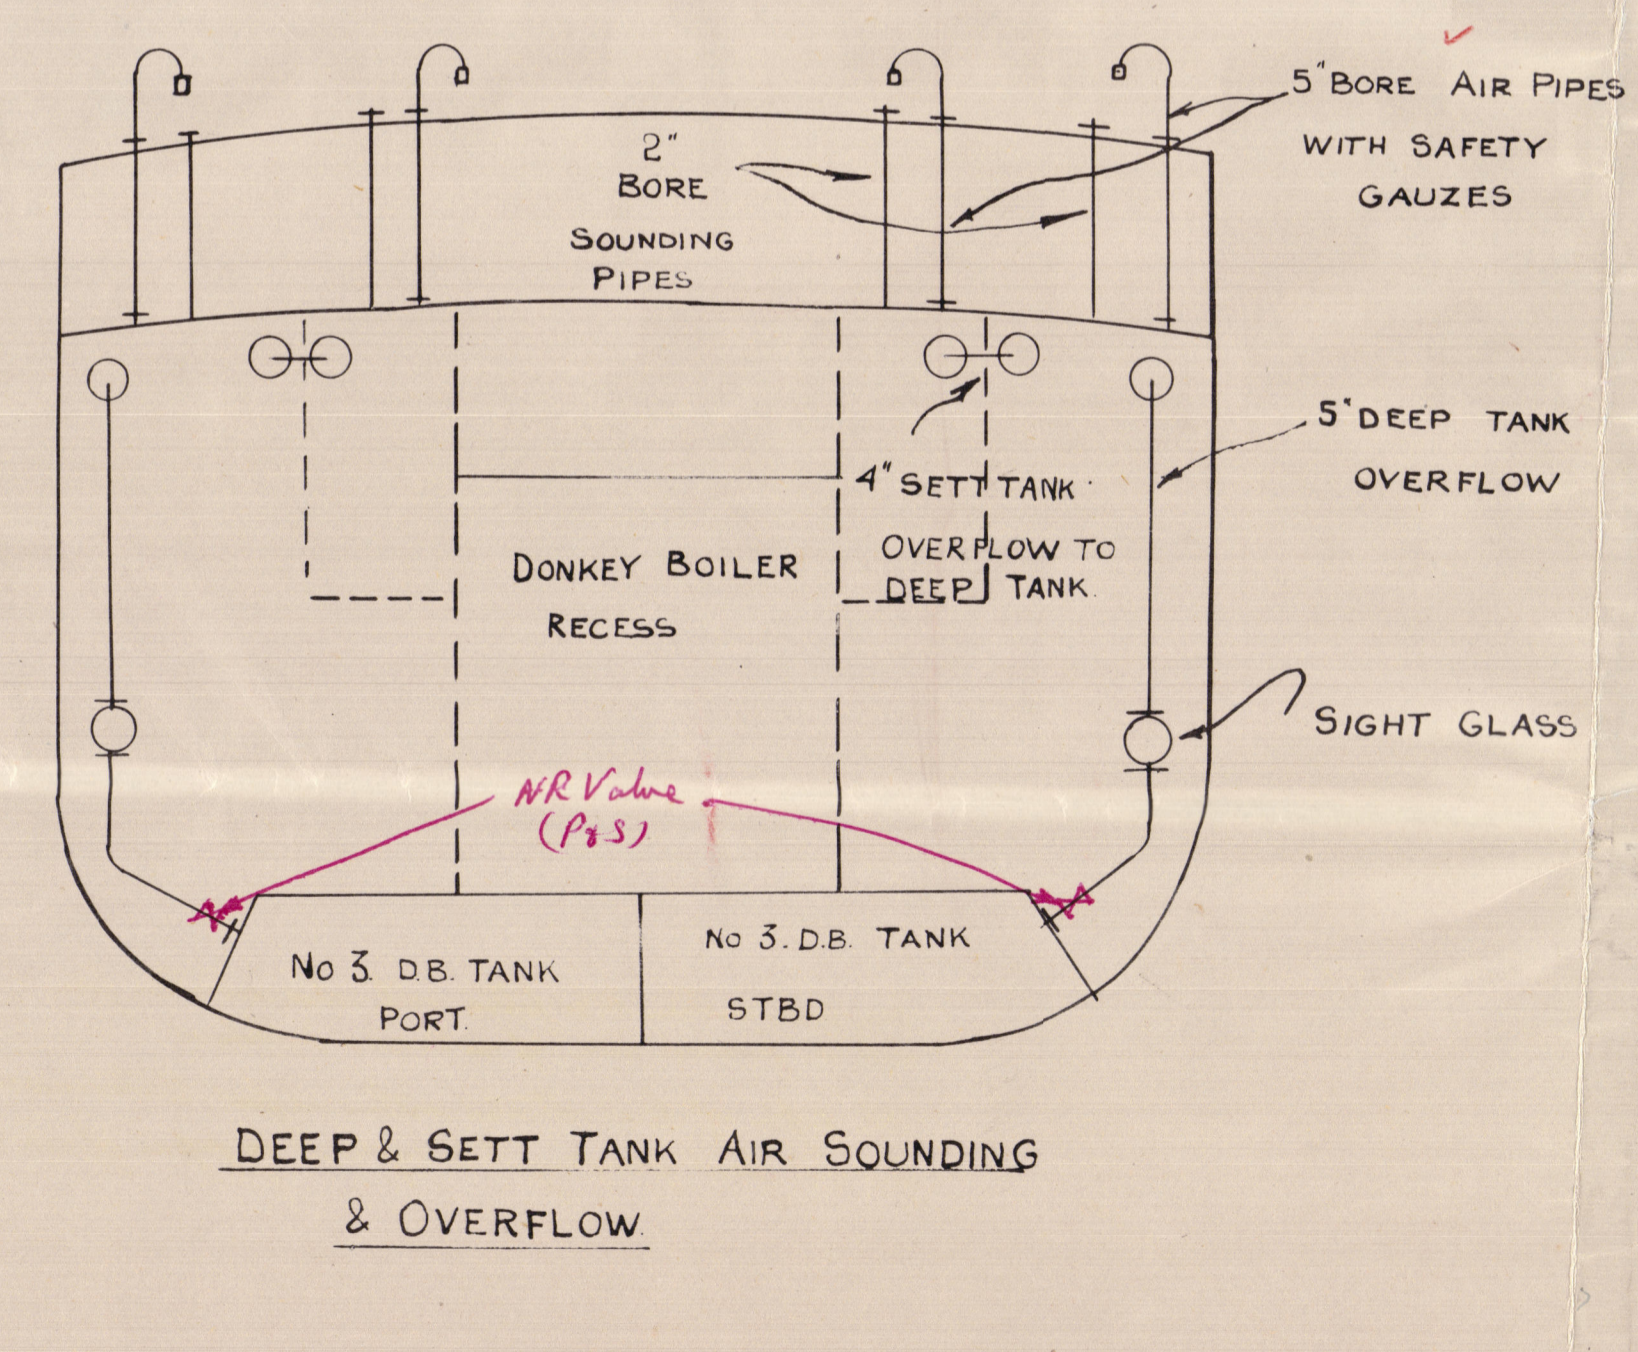 5" BORE AIR PIPES
WITH SAFETY
GAUZES
2"
BORE
SOUNDING
PIPES
5" DEEP TANK
OVERFLOW
4" SETT TANK
OVERFLOW TO
DEEP TANK.
DONKEY BOILER
RECESS
SIGHT GLASS
NR Valve
(P&S)
No 3. D.B. TANK
PORT.
No 3. D.B. TANK
STBD
DEEP & SETT TANK AIR SOUNDING
& OVERFLOW.